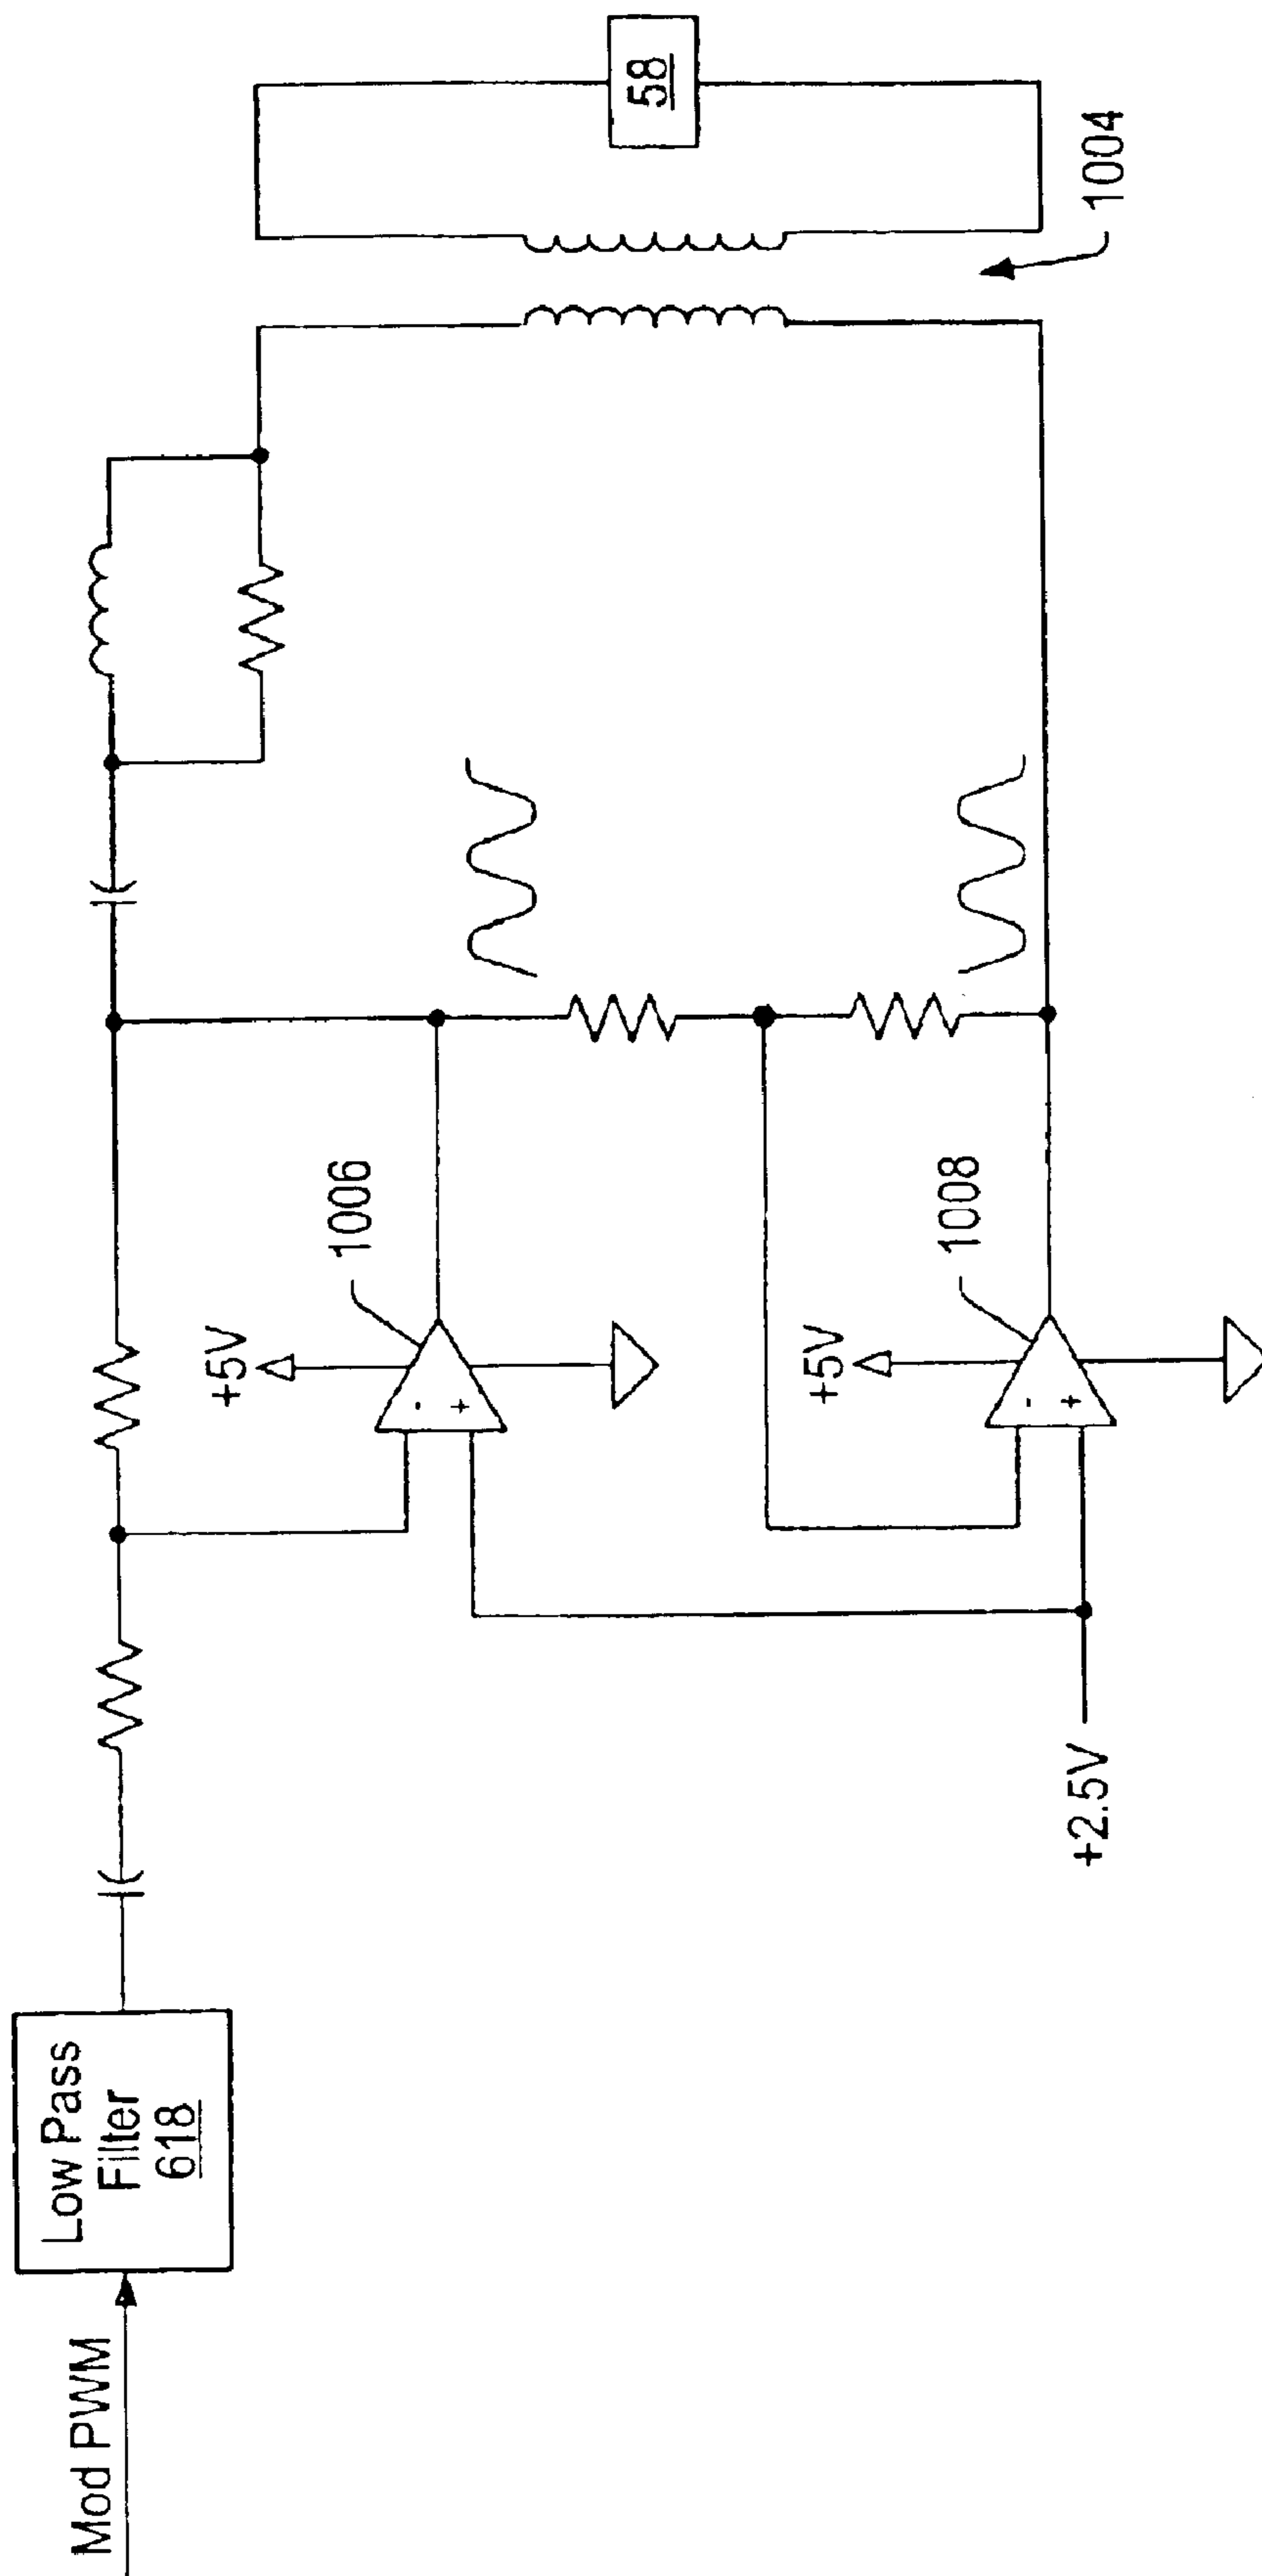 Mod PWM
Low Pass
Filter
618
+5V
1006
-
+
+5V
1008
-
+
+2.5V
58
1004